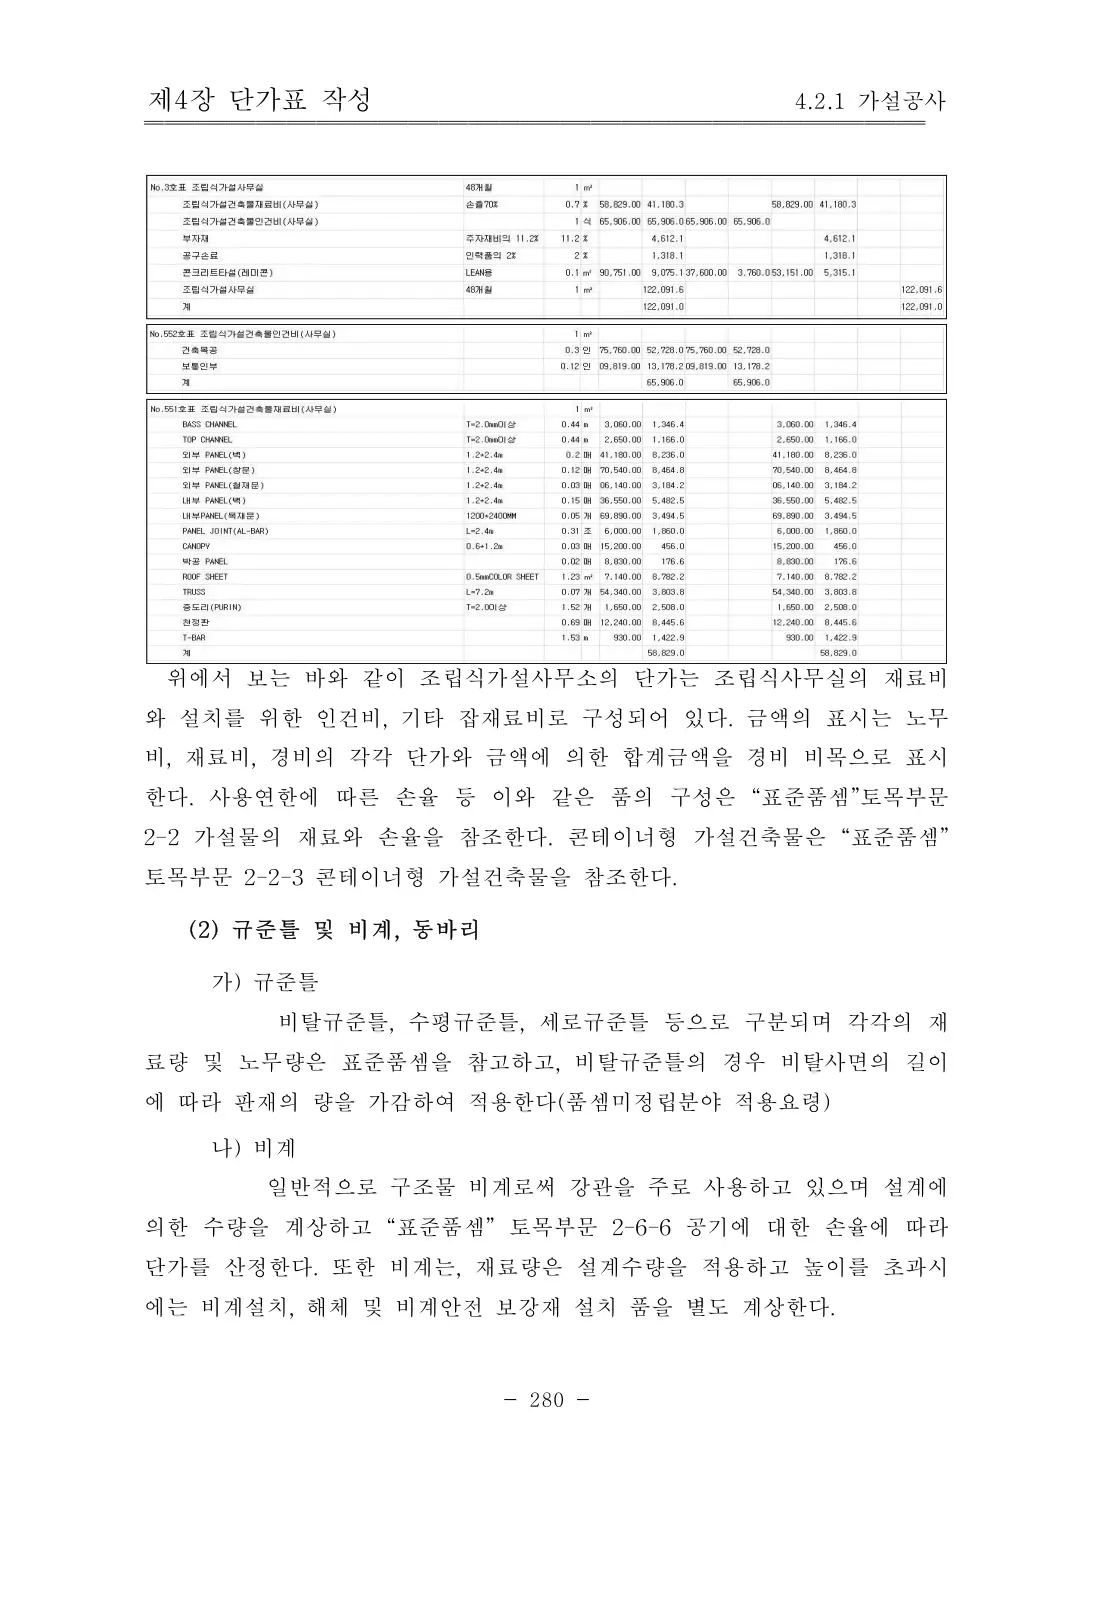 제4장 단가표 작성 4.2.1 가설공사
No.3호표 조립식가설사무실 48개월 1 ㎡
조립식가설건축물재료비(사무실) 손율70% 0.7 % 58,829.00 41,180.3 58,829.00 41,180.3
조립식가설건축물인건비(사무실) 1 식 65,906.00 65,906.0 65,906.00 65,906.0
부자재 주자재비의 11.2% 11.2 % 4,612.1 4,612.1
공구손료 인력품의 2% 2 % 1,318.1 1,318.1
콘크리트타설(레미콘) LEAN용 0.1 ㎥ 90,751.00 9,075.1 37,600.00 3,760.0 53,151.00 5,315.1
조립식가설사무실 48개월 1 ㎡ 122,091.6 122,091.6
계 122,091.0 122,091.0
No.552호표 조립식가설건축물인건비(사무실) 1 ㎡
건축목공 0.3 인 75,760.00 52,728.0 75,760.00 52,728.0
보통인부 0.12 인 09,819.00 13,178.2 09,819.00 13,178.2
계 65,906.0 65,906.0
No.551호표 조립식가설건축물재료비(사무실) 1 ㎡
BASS CHANNEL T=2.0mm이상 0.44 m 3,060.00 1,346.4 3,060.00 1,346.4
TOP CHANNEL T=2.0mm이상 0.44 m 2,650.00 1,166.0 2,650.00 1,166.0
외부 PANEL(벽) 1.2*2.4m 0.2 매 41,180.00 8,236.0 41,180.00 8,236.0
외부 PANEL(창문) 1.2*2.4m 0.12 매 70,540.00 8,464.8 70,540.00 8,464.8
외부 PANEL(철재문) 1.2*2.4m 0.03 매 06,140.00 3,184.2 06,140.00 3,184.2
내부 PANEL(벽) 1.2*2.4m 0.15 매 36,550.00 5,482.5 36,550.00 5,482.5
내부PANEL(목재문) 1200*2400MM 0.05 개 69,890.00 3,494.5 69,890.00 3,494.5
PANEL JOINT(AL-BAR) L=2.4m 0.31 조 6,000.00 1,860.0 6,000.00 1,860.0
CANOPY 0.6*1.2m 0.03 매 15,200.00 456.0 15,200.00 456.0
박공 PANEL 0.02 매 8,830.00 176.6 8,830.00 176.6
ROOF SHEET 0.5mmCOLOR SHEET 1.23 ㎡ 7,140.00 8,782.2 7,140.00 8,782.2
TRUSS L=7.2m 0.07 개 54,340.00 3,803.8 54,340.00 3,803.8
중도리(PURIN) T=2.0이상 1.52 개 1,650.00 2,508.0 1,650.00 2,508.0
천정판 0.69 매 12,240.00 8,445.6 12,240.00 8,445.6
T-BAR 1.53 m 930.00 1,422.9 930.00 1,422.9
계 58,829.0 58,829.0
위에서 보는 바와 같이 조립식가설사무소의 단가는 조립식사무실의 재료비
와 설치를 위한 인건비, 기타 잡재료비로 구성되어 있다. 금액의 표시는 노무
비, 재료비, 경비의 각각 단가와 금액에 의한 합계금액을 경비 비목으로 표시
한다. 사용연한에 따른 손율 등 이와 같은 품의 구성은 “표준품셈”토목부문
2-2 가설물의 재료와 손율을 참조한다. 콘테이너형 가설건축물은 “표준품셈”
토목부문 2-2-3 콘테이너형 가설건축물을 참조한다.
(2) 규준틀 및 비계, 동바리
가) 규준틀
비탈규준틀, 수평규준틀, 세로규준틀 등으로 구분되며 각각의 재
료량 및 노무량은 표준품셈을 참고하고, 비탈규준틀의 경우 비탈사면의 길이
에 따라 판재의 량을 가감하여 적용한다(품셈미정립분야 적용요령)
나) 비계
일반적으로 구조물 비계로써 강관을 주로 사용하고 있으며 설계에
의한 수량을 계상하고 “표준품셈” 토목부문 2-6-6 공기에 대한 손율에 따라
단가를 산정한다. 또한 비계는, 재료량은 설계수량을 적용하고 높이를 초과시
에는 비계설치, 해체 및 비계안전 보강재 설치 품을 별도 계상한다.
- 280 -